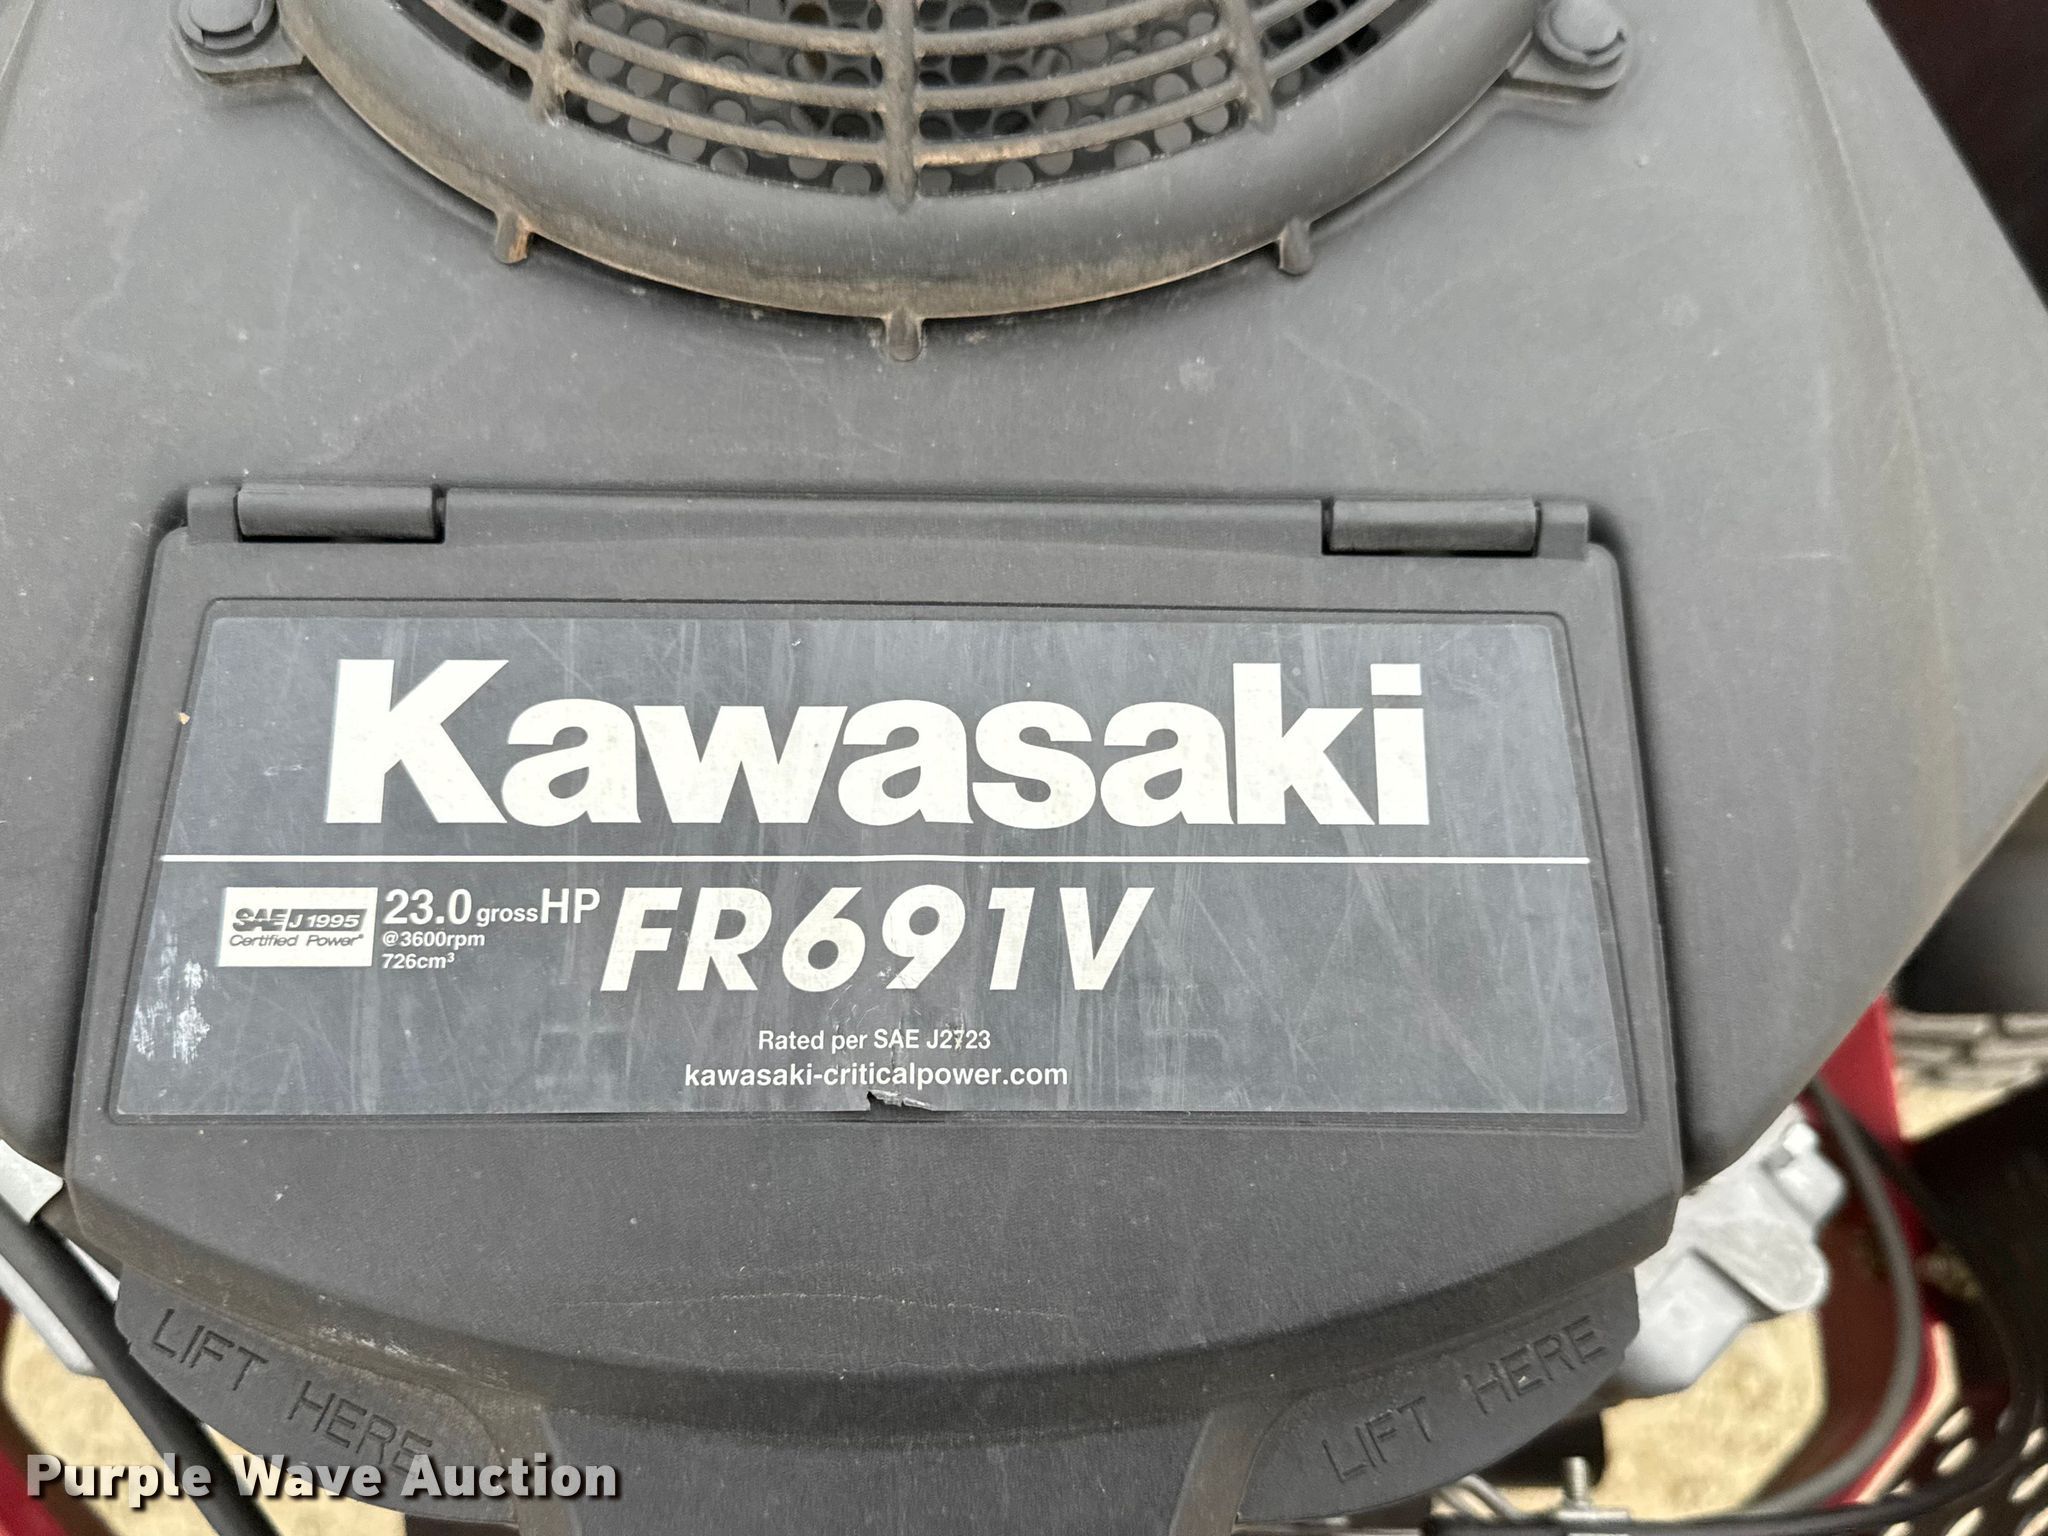 Kawasaki
SAE J1995
Certified Power®
23.0 gross HP
@3600rpm
726cm³
FR691V
Rated per SAE J2723
kawasaki-criticalpower.com
LIFT HERE
LIFT HERE
Purple Wave Auction